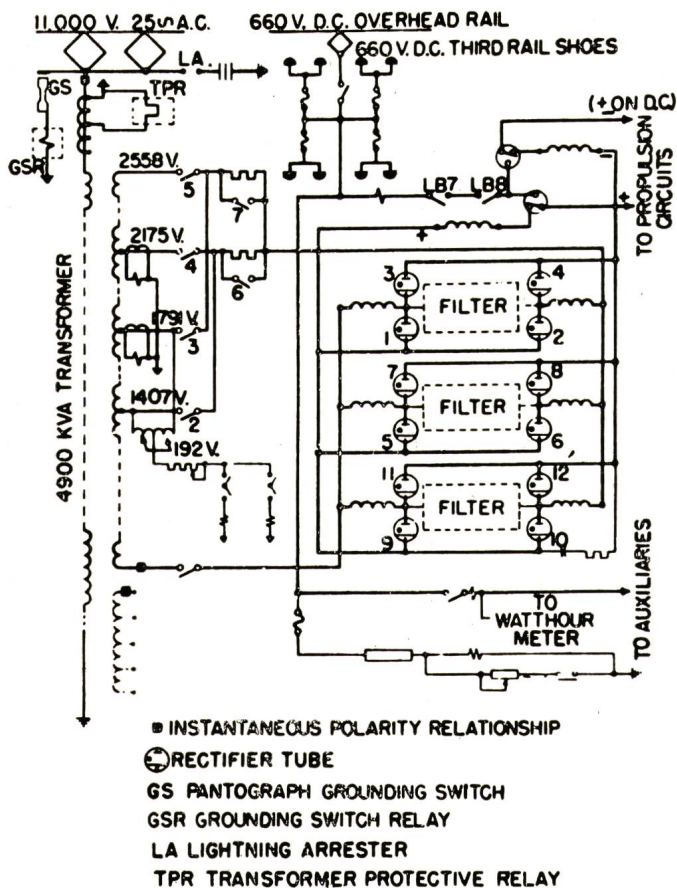 11,000 V. 25∿ A.C.
660 V. D.C. OVERHEAD RAIL
660 V. D.C. THIRD RAIL SHOES
LA.
GS
TPR
GSR
(± ON D.C.)
2558 V.
5
7
LB7
LB8
−
+
+
TO PROPULSION
CIRCUITS
2175 V.
4
6
3
4
FILTER
1
2
1791 V.
3
7
8
FILTER
5
6
1407 V.
2
192 V.
11
12
FILTER
9
10
4900 KVA TRANSFORMER
TO
WATTHOUR
METER
TO AUXILIARIES
INSTANTANEOUS POLARITY RELATIONSHIP
RECTIFIER TUBE
GS PANTOGRAPH GROUNDING SWITCH
GSR GROUNDING SWITCH RELAY
LA LIGHTNING ARRESTER
TPR TRANSFORMER PROTECTIVE RELAY